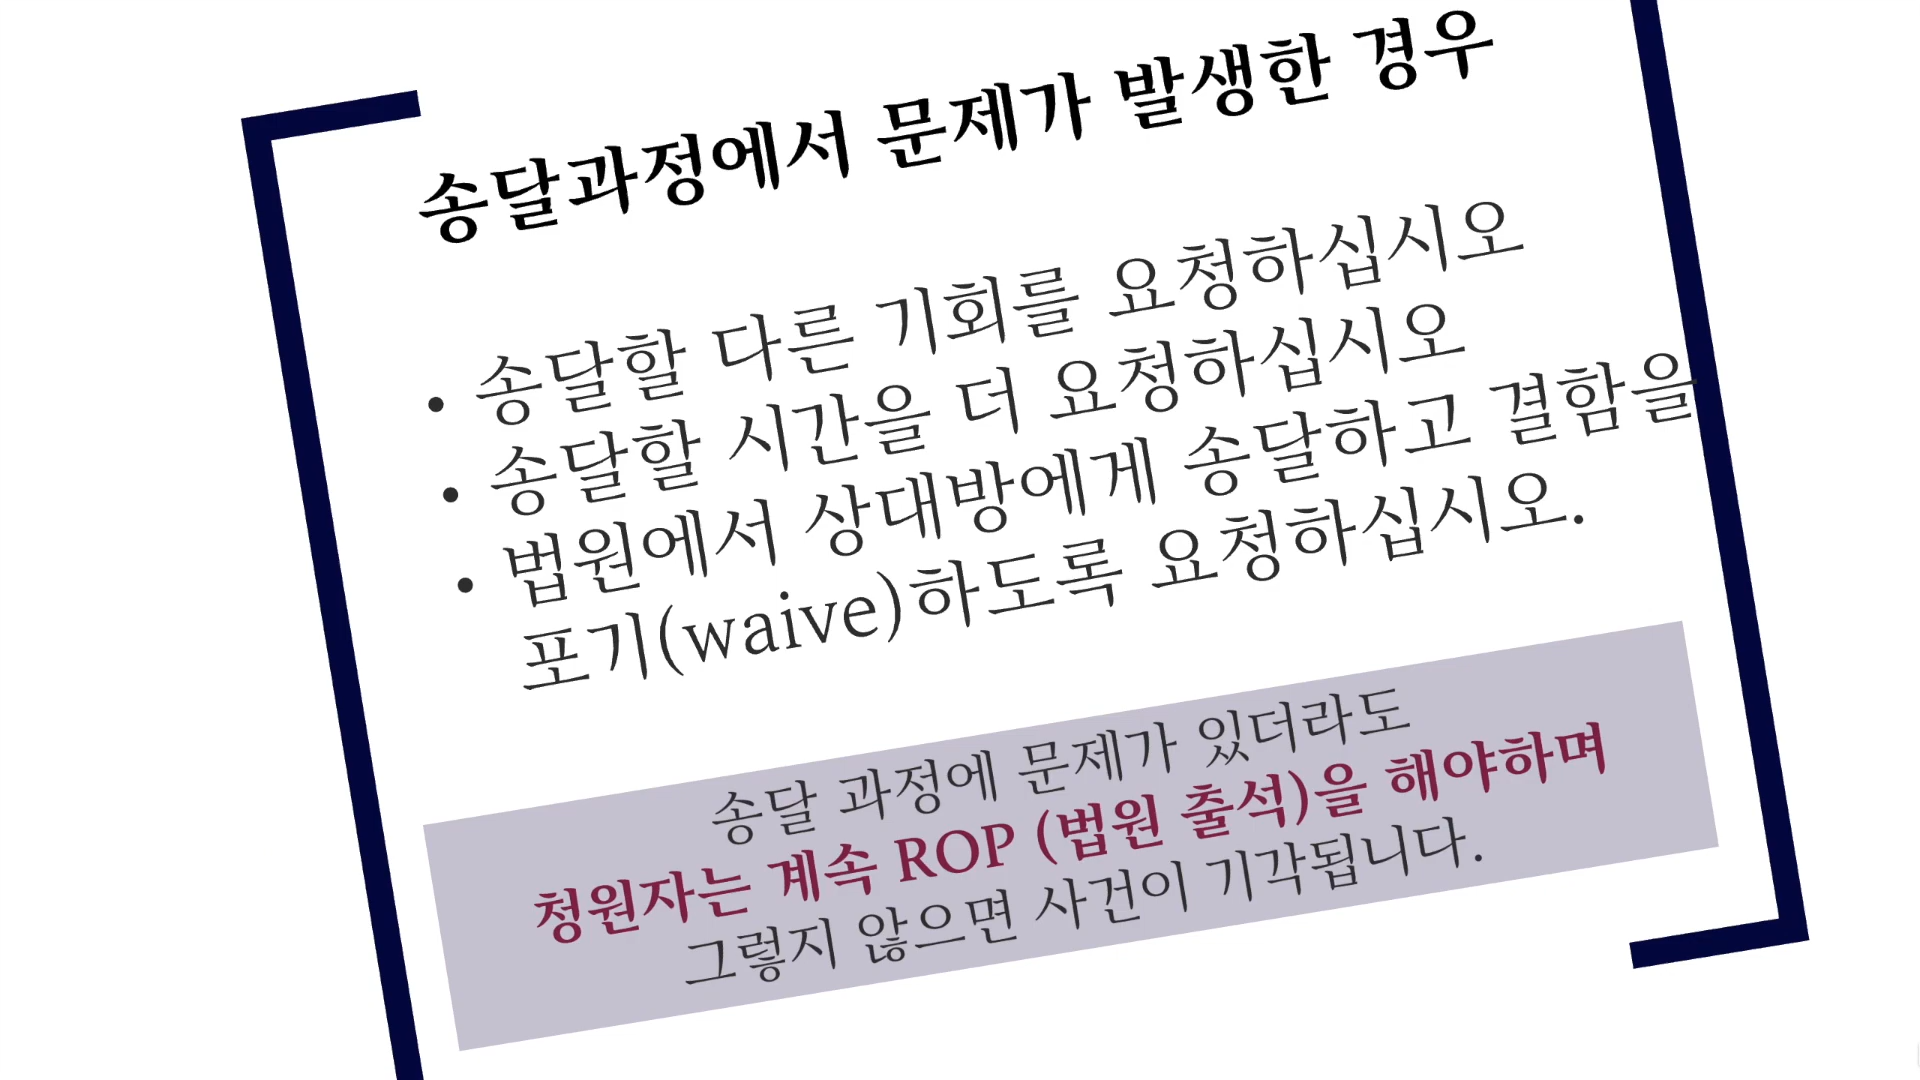 송달과정에서 문제가 발생한 경우
• 송달할 다른 기회를 요청하십시오
• 송달할 시간을 더 요청하십시오
• 법원에서 상대방에게 송달하고 결함을
포기(waive)하도록 요청하십시오.
송달 과정에 문제가 있더라도
청원자는 계속 ROP (법원 출석)을 해야하며
그렇지 않으면 사건이 기각됩니다.